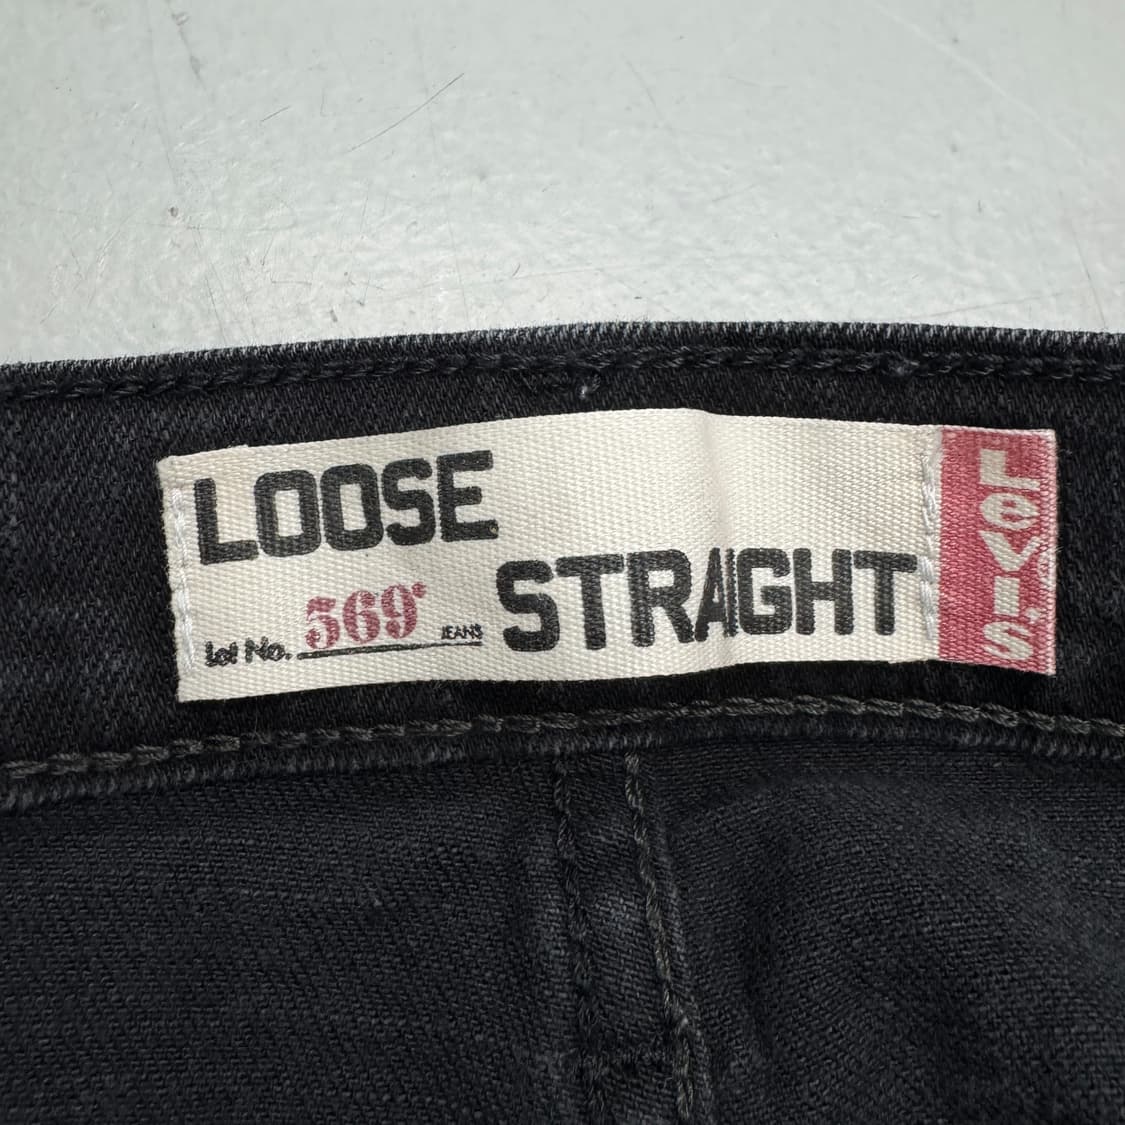 LOOSE
STRAIGHT
Lot No. 569* JEANS
LeVI'S